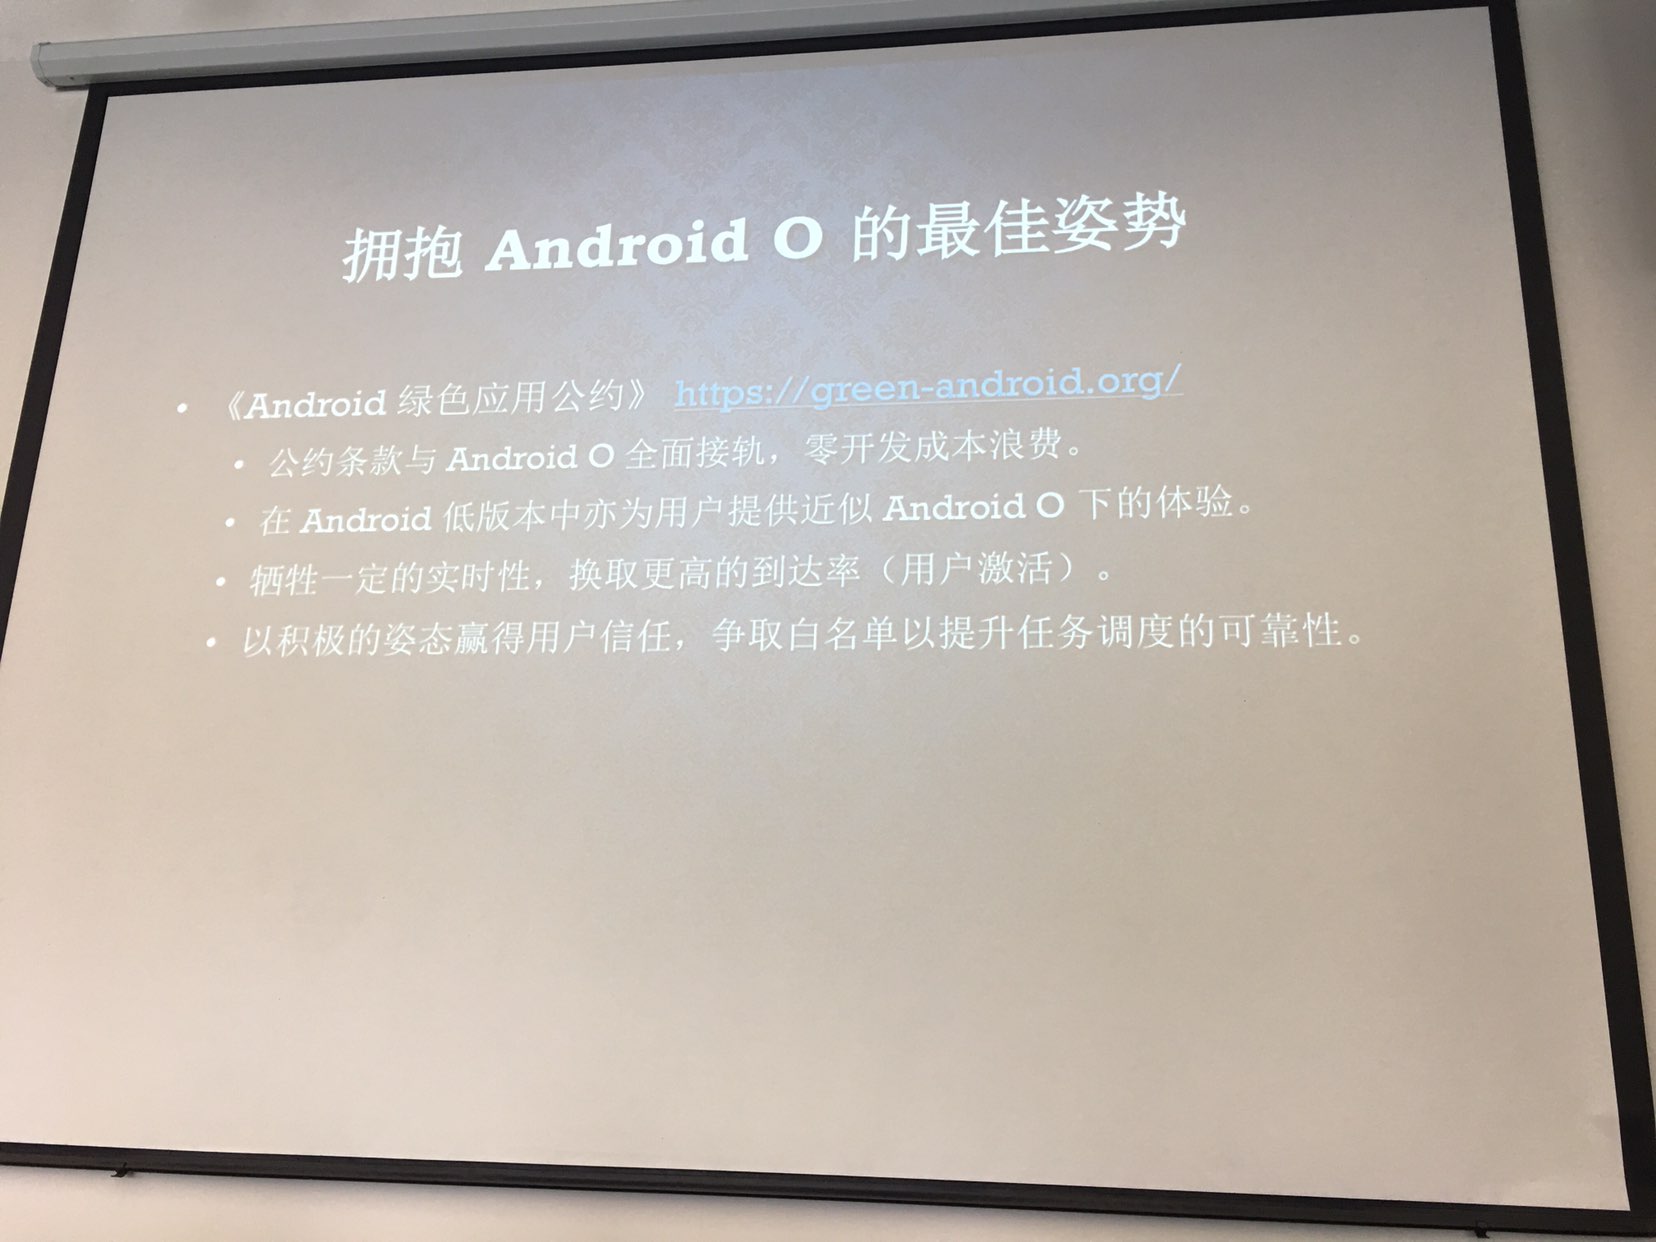 拥抱 Android O 的最佳姿势
• 《Android 绿色应用公约》 https://green-android.org/
• 公约条款与 Android O 全面接轨，零开发成本浪费。
• 在 Android 低版本中亦为用户提供近似 Android O 下的体验。
• 牺牲一定的实时性，换取更高的到达率（用户激活）。
• 以积极的姿态赢得用户信任，争取白名单以提升任务调度的可靠性。